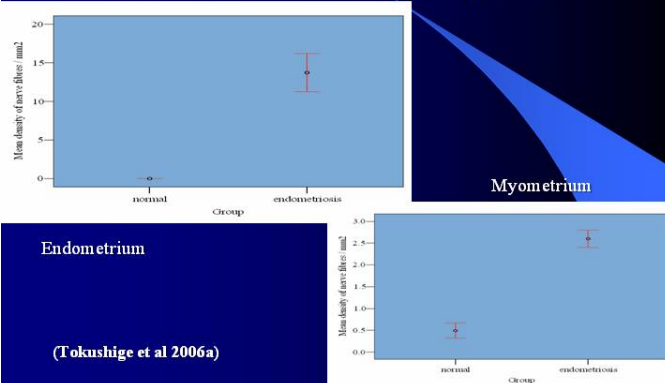 Mean density of nerve fibres / mm2
20
15
10
5
0
normal endometriosis
Group
Myometrium
Endometrium
(Tokushige et al 2006a)
Mean density of nerve fibres / mm2
3.0
2.5
2.0
1.5
1.0
0.5
0.0
normal endometriosis
Group